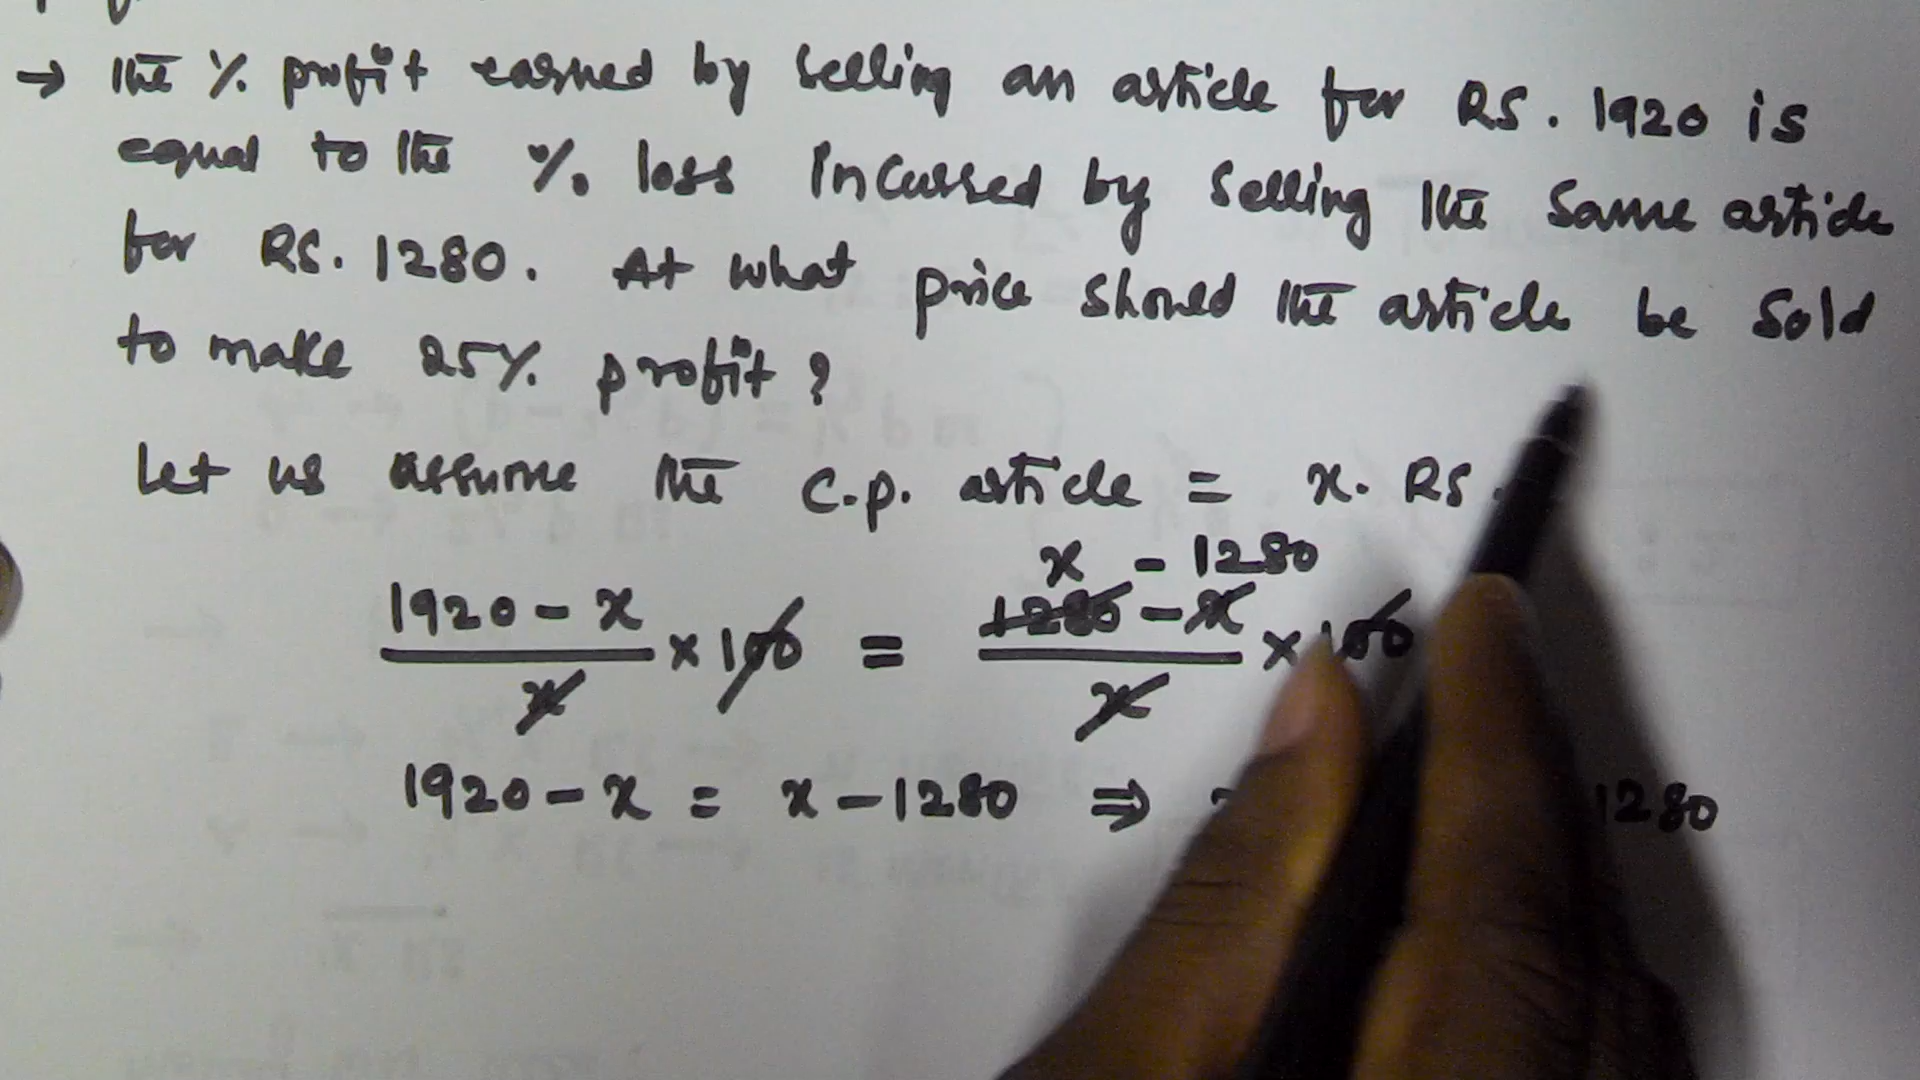 → The % profit earned by selling an article for RS. 1920 is
equal to the % loss incurred by selling the same article
for RS. 1280. At what price should the article be sold
to make 25% profit?
Let us assume the C.P. article = x. RS.
x - 1280
1920 - x / x × 100 = 1280 - x / x × 100
1920 - x = x - 1280 ⇒ 1280